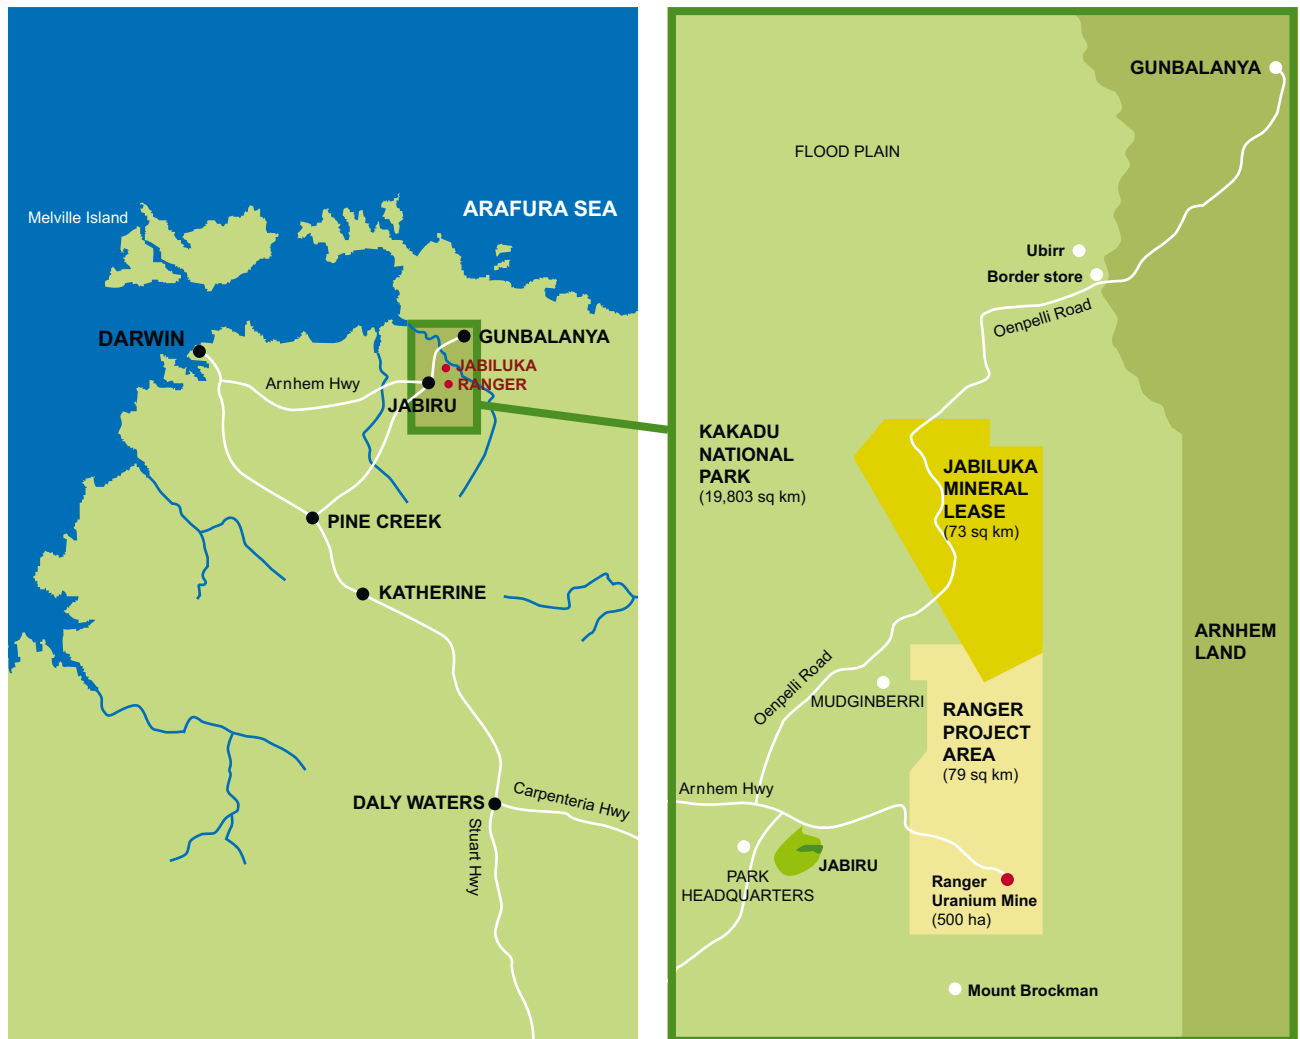 Melville Island
ARAFURA SEA
DARWIN
GUNBALANYA
JABILUKA
Arnhem Hwy
RANGER
JABIRU
PINE CREEK
KATHERINE
DALY WATERS
Carpenteria Hwy
Stuart Hwy
GUNBALANYA
FLOOD PLAIN
Ubirr
Border store
Oenpelli Road
KAKADU
NATIONAL
PARK
(19,803 sq km)
JABILUKA
MINERAL
LEASE
(73 sq km)
ARNHEM
LAND
Oenpelli Road
MUDGINBERRI
RANGER
PROJECT
AREA
(79 sq km)
Arnhem Hwy
PARK
HEADQUARTERS
JABIRU
Ranger
Uranium Mine
(500 ha)
Mount Brockman